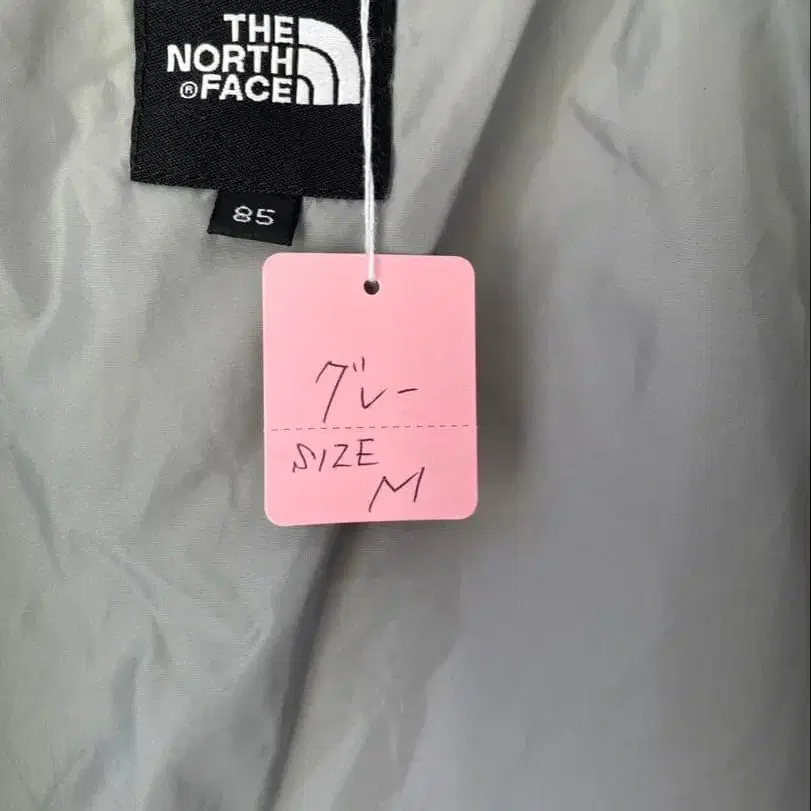 THE
NORTH
®FACE
85
グレー
SIZE
M